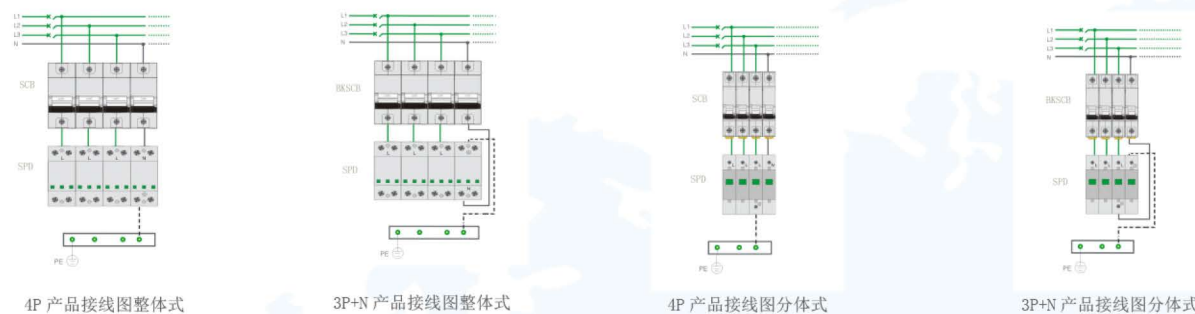 L1
L2
L3
N
SCB
L L L N
SPD
PE
4P 产品接线图整体式
L1
L2
L3
N
BKSCB
L L L
N
SPD
PE
3P+N 产品接线图整体式
L1
L2
L3
N
SCB
SPD
PE
4P 产品接线图分体式
L1
L2
L3
N
BKSCB
SPD
PE
3P+N 产品接线图分体式